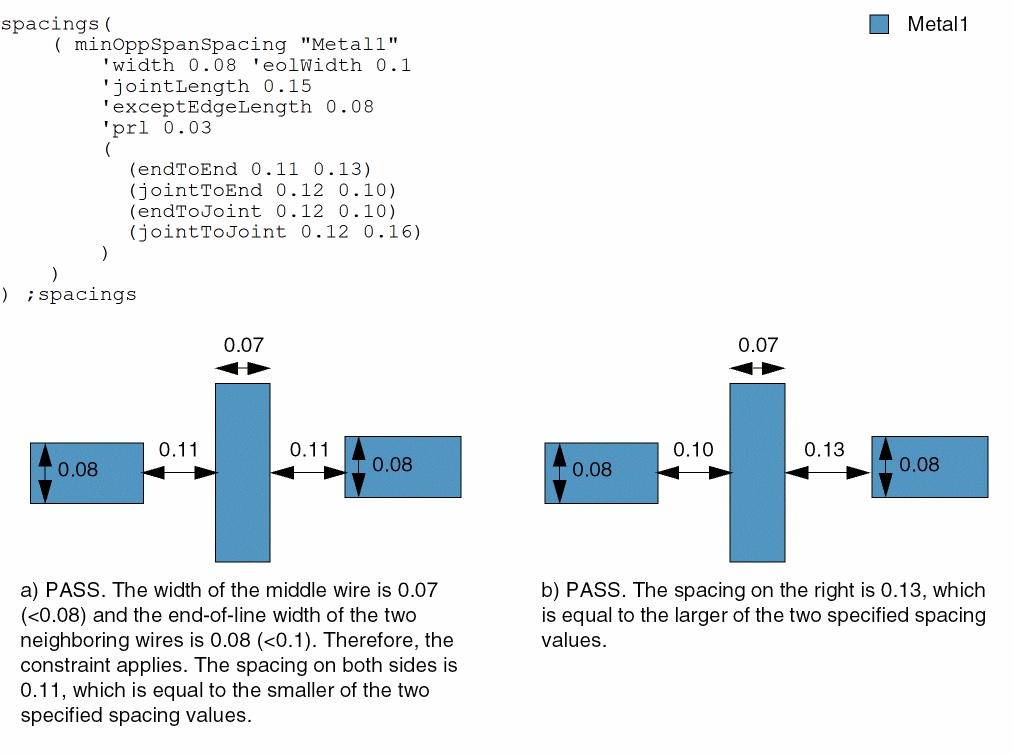 spacings(
( minOppSpanSpacing "Metal1"
'width 0.08 'eolWidth 0.1
'jointLength 0.15
'exceptEdgeLength 0.08
'prl 0.03
(
(endToEnd 0.11 0.13)
(jointToEnd 0.12 0.10)
(endToJoint 0.12 0.10)
(jointToJoint 0.12 0.16)
)
)
) ;spacings
Metal1
0.07
0.11
0.11
0.08
0.08
a) PASS. The width of the middle wire is 0.07
(<0.08) and the end-of-line width of the two
neighboring wires is 0.08 (<0.1). Therefore, the
constraint applies. The spacing on both sides is
0.11, which is equal to the smaller of the two
specified spacing values.
0.07
0.10
0.13
0.08
0.08
b) PASS. The spacing on the right is 0.13, which
is equal to the larger of the two specified spacing
values.